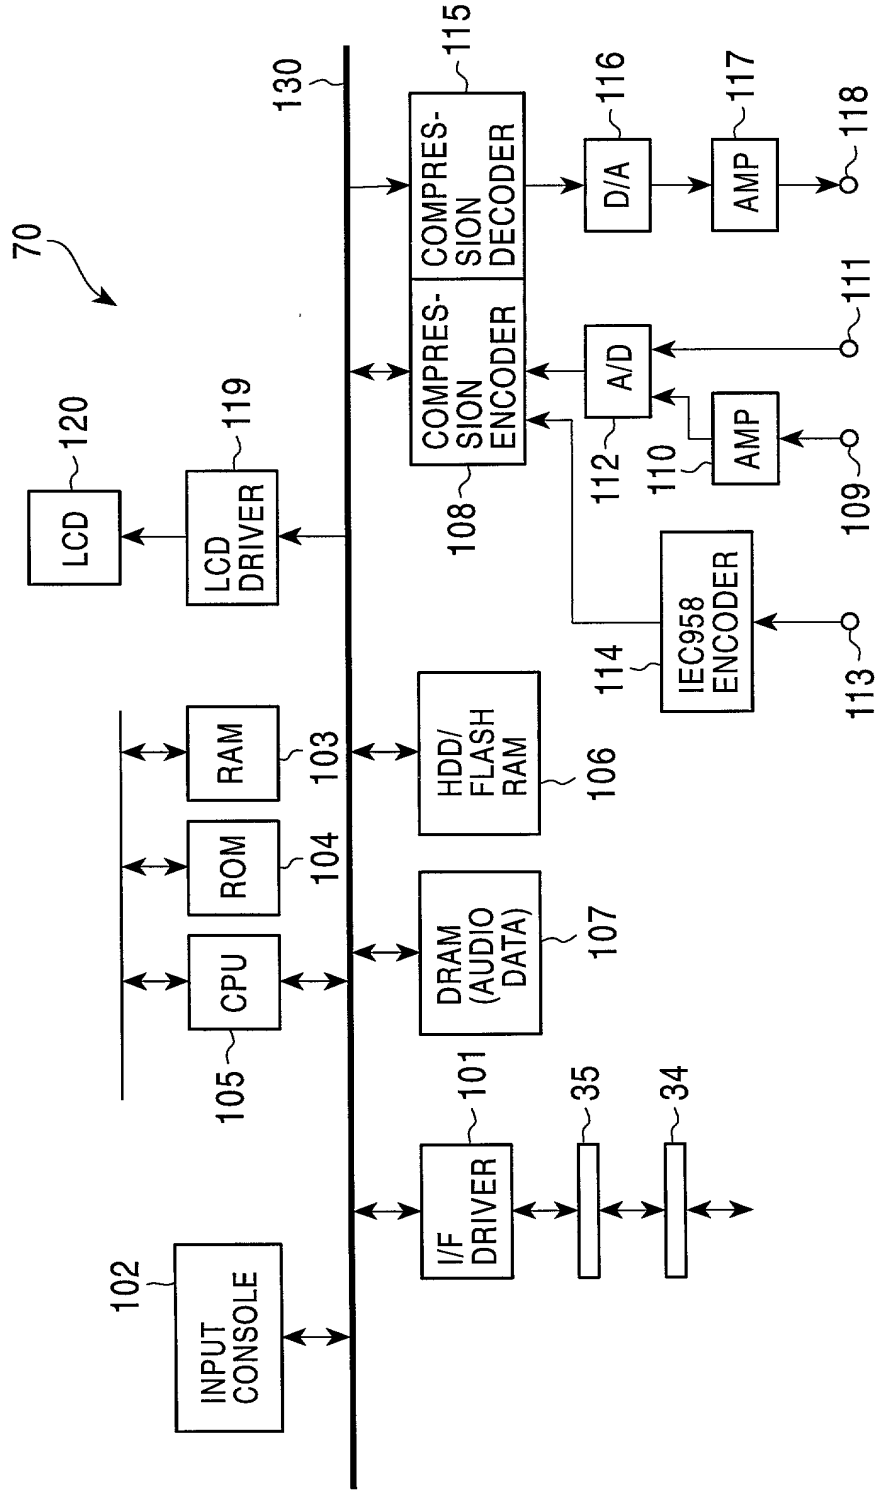 70
120
LCD
119
LCD
DRIVER
130
103
RAM
104
ROM
105
CPU
102
INPUT
CONSOLE
115
COMPRES-
SION
DECODER
108
COMPRES-
SION
ENCODER
116
D/A
117
AMP
118
112
A/D
110
AMP
111
109
114
IEC958
ENCODER
113
106
HDD/
FLASH
RAM
107
DRAM
(AUDIO
DATA)
101
I/F
DRIVER
35
34